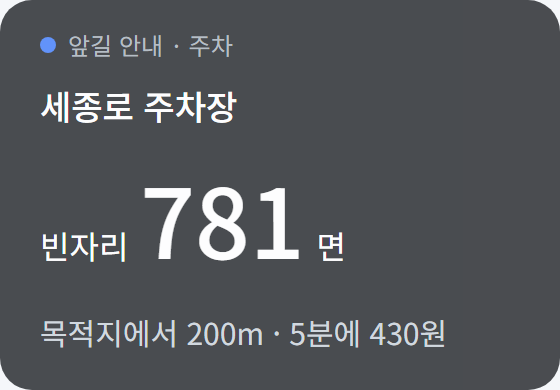 앞길 안내 · 주차
세종로 주차장
빈자리 781 면
목적지에서 200m · 5분에 430원